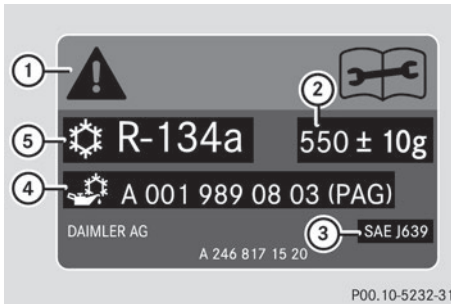 1
2
5 R-134a 550 ± 10g
4 A 001 989 08 03 (PAG)
DAIMLER AG 3 SAE J639
A 246 817 15 20
P00.10-5232-31